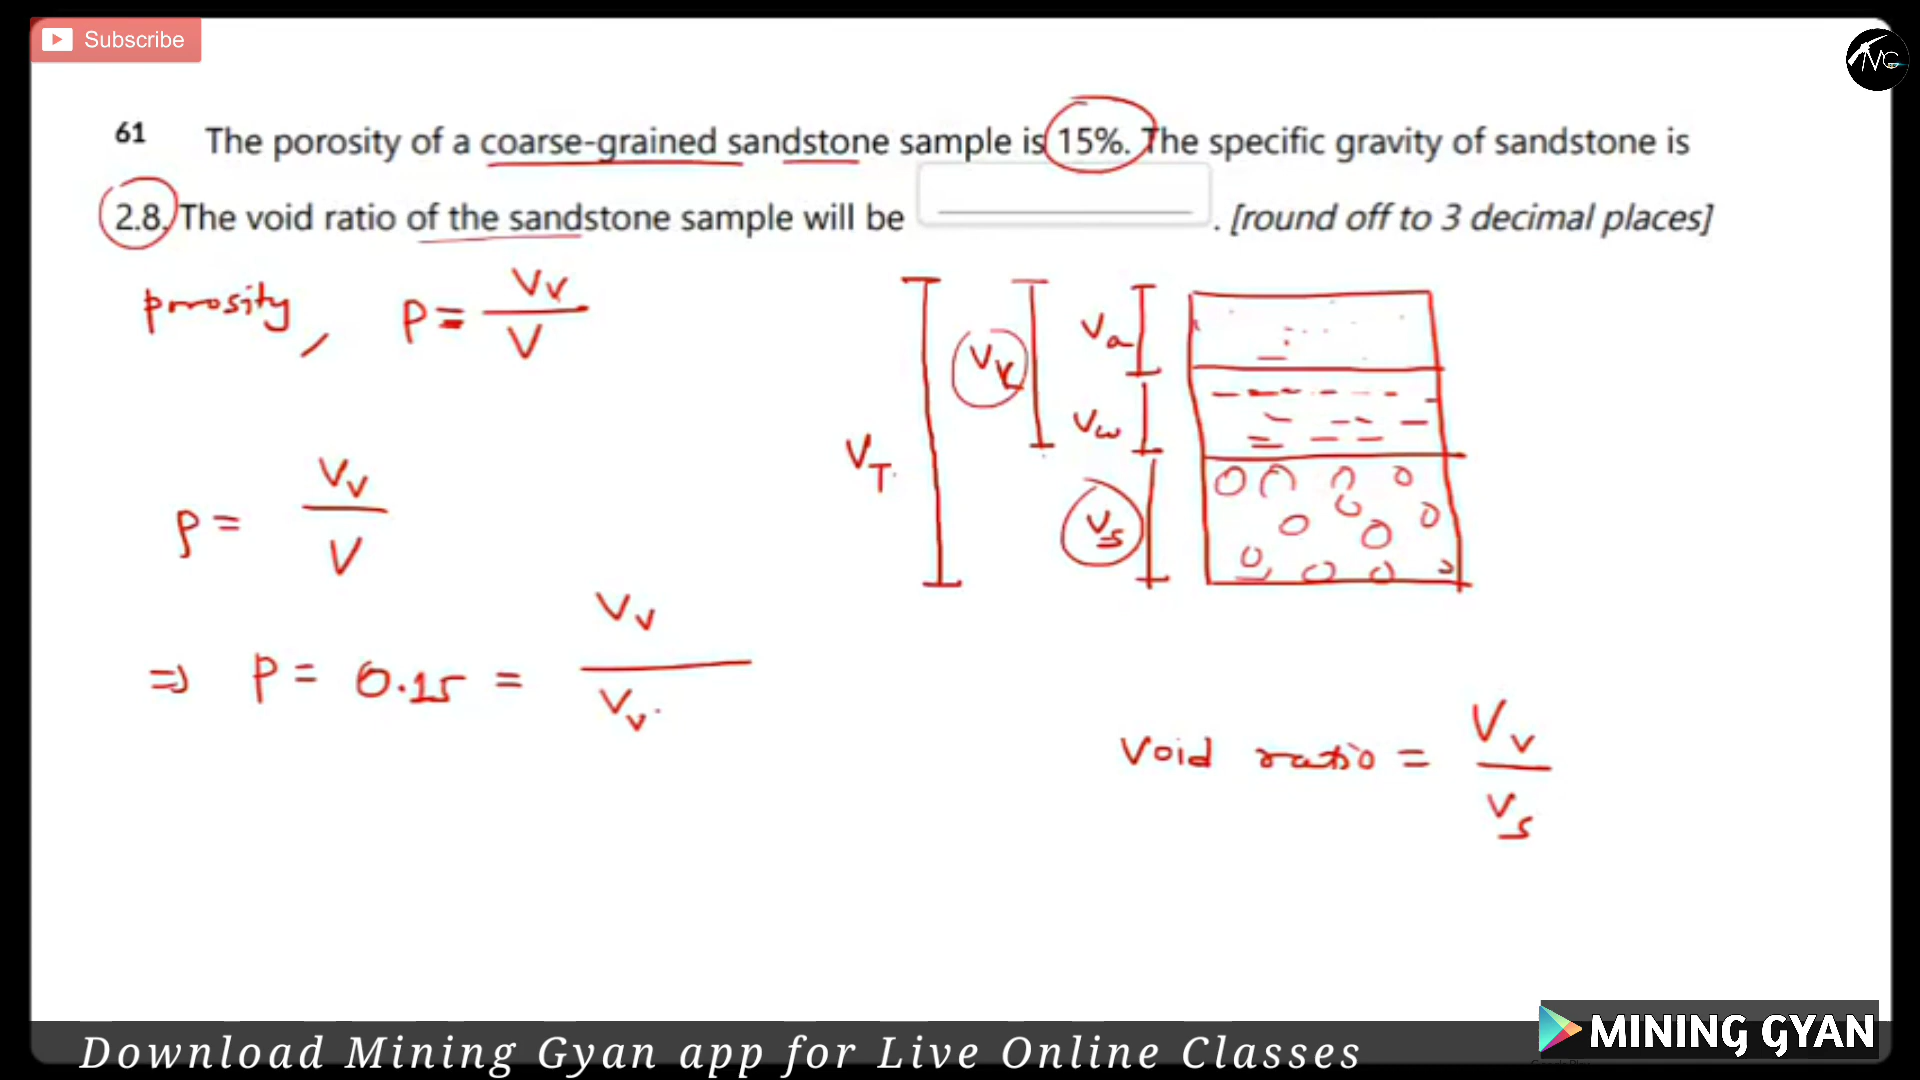 Subscribe
NG
61 The porosity of a coarse-grained sandstone sample is 15%. The specific gravity of sandstone is
2.8. The void ratio of the sandstone sample will be ________ . [round off to 3 decimal places]
porosity, P = Vv / V
Va
Vv
Vw
VT
Vs
P = Vv / V
⇒ P = 0.15 = Vv / Vv
Void ratio = Vv / Vs
Download Mining Gyan app for Live Online Classes
MINING GYAN